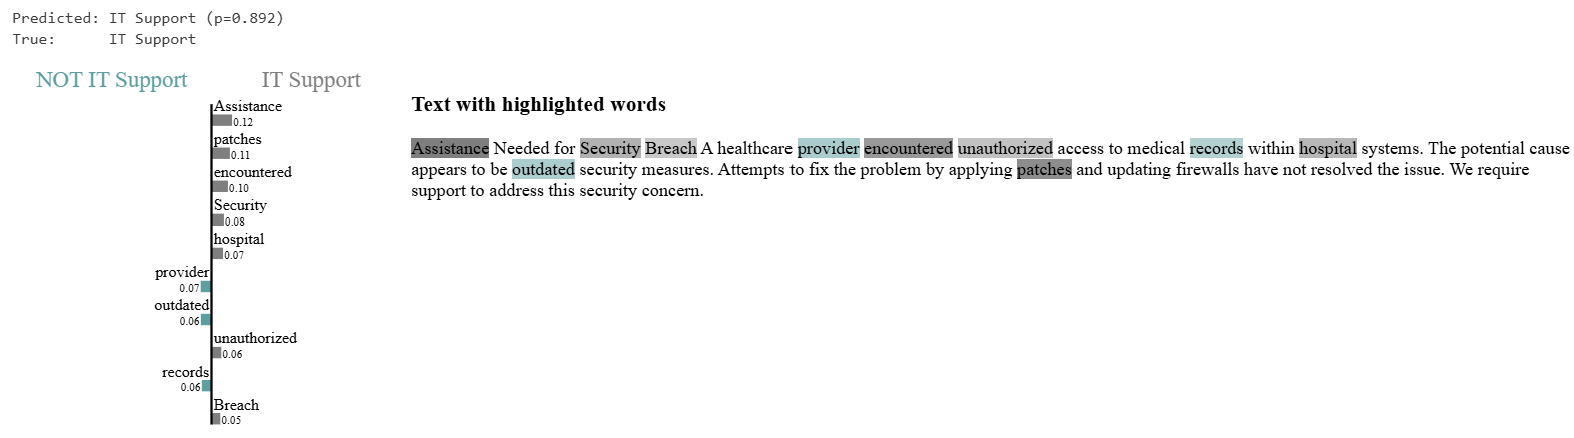 Predicted: IT Support (p=0.892)
True: IT Support
NOT IT Support
IT Support
Assistance
0.12
patches
0.11
encountered
0.10
Security
0.08
hospital
0.07
provider
0.07
outdated
0.06
unauthorized
0.06
records
0.06
Breach
0.05
Text with highlighted words
Assistance Needed for Security Breach A healthcare provider encountered unauthorized access to medical records within hospital systems. The potential cause
appears to be outdated security measures. Attempts to fix the problem by applying patches and updating firewalls have not resolved the issue. We require
support to address this security concern.